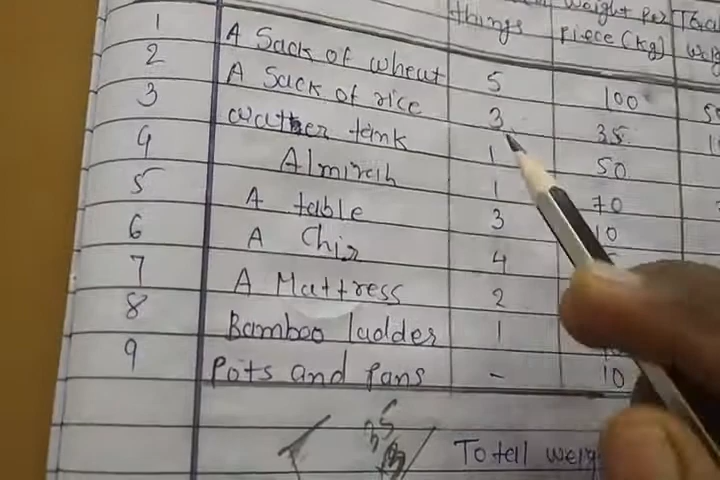 things Weight per
piece (kg)
1 A Sack of wheat 5 100
2 A Sack of rice 3 35
3 Water tank 1 50
4 Almirah 1 70
5 A table 3 10
6 A Chir 4
7 A Mattress 2
8 Bamboo ladder 1
9 Pots and pans - 10
35
Totall